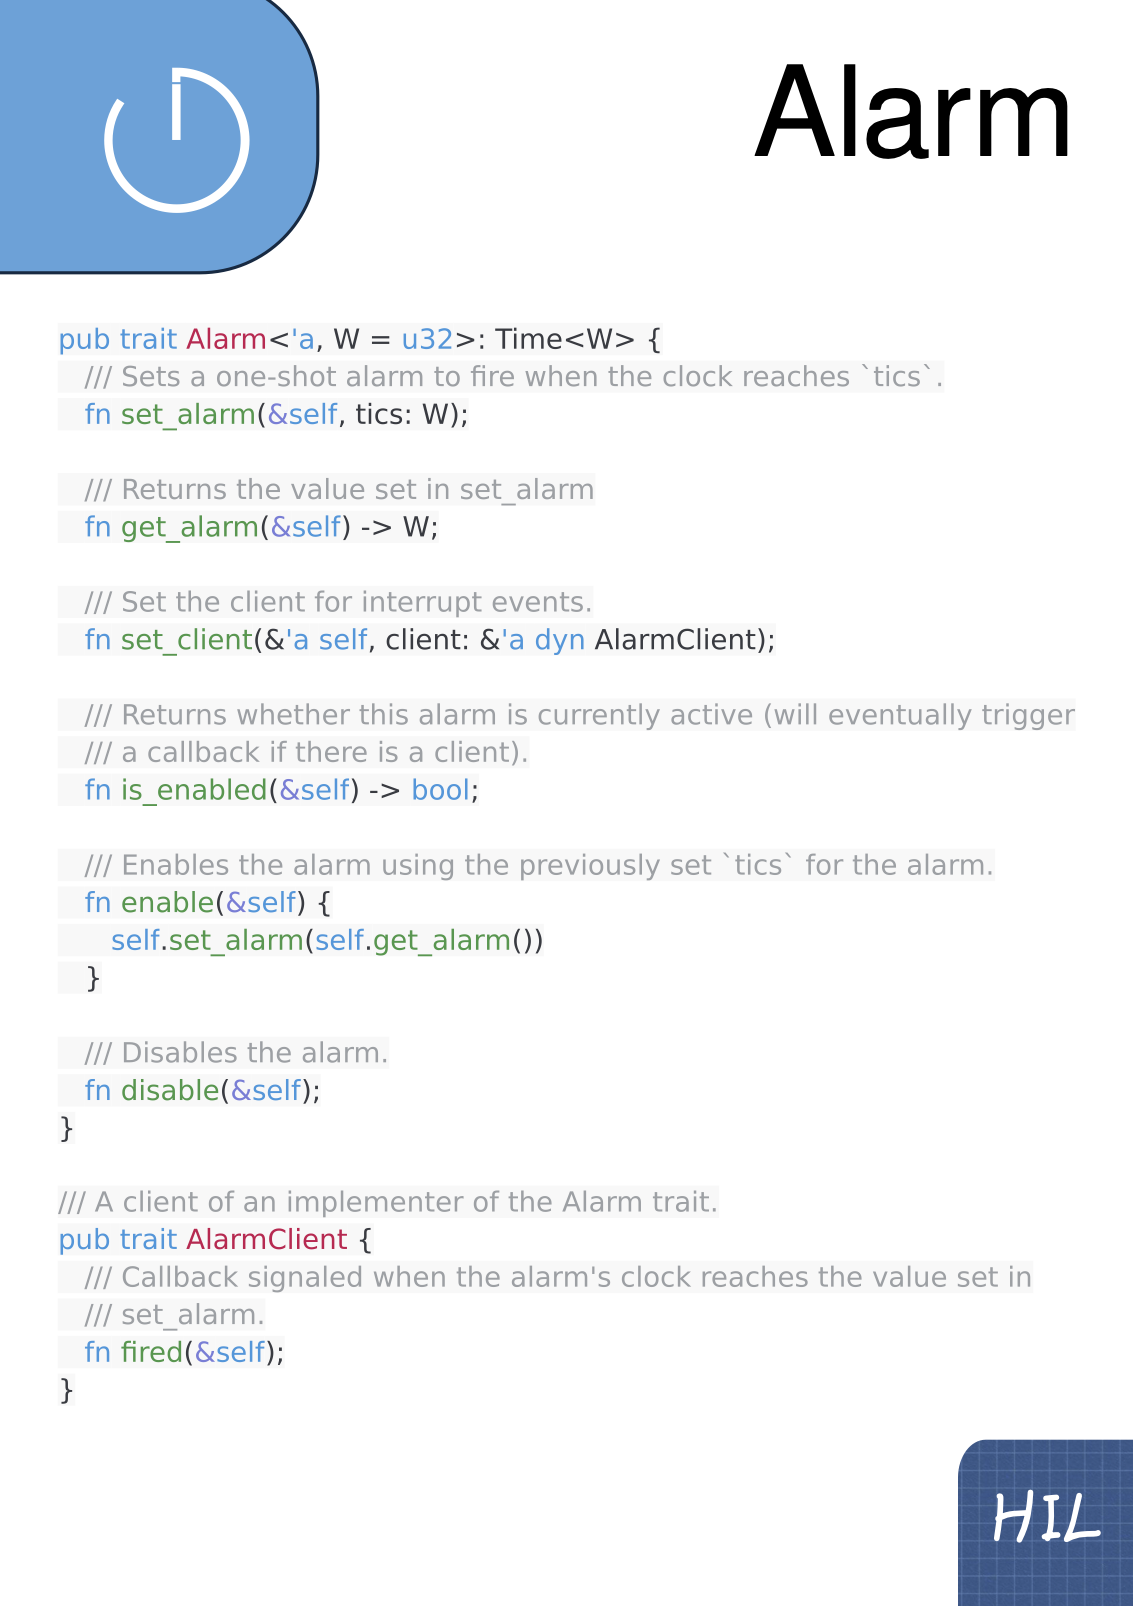 Alarm
pub trait Alarm<'a, W = u32>: Time<W> {
    /// Sets a one-shot alarm to fire when the clock reaches `tics`.
    fn set_alarm(&self, tics: W);

    /// Returns the value set in set_alarm
    fn get_alarm(&self) -> W;

    /// Set the client for interrupt events.
    fn set_client(&'a self, client: &'a dyn AlarmClient);

    /// Returns whether this alarm is currently active (will eventually trigger
    /// a callback if there is a client).
    fn is_enabled(&self) -> bool;

    /// Enables the alarm using the previously set `tics` for the alarm.
    fn enable(&self) {
        self.set_alarm(self.get_alarm())
    }

    /// Disables the alarm.
    fn disable(&self);
}

/// A client of an implementer of the Alarm trait.
pub trait AlarmClient {
    /// Callback signaled when the alarm's clock reaches the value set in
    /// set_alarm.
    fn fired(&self);
}
HIL